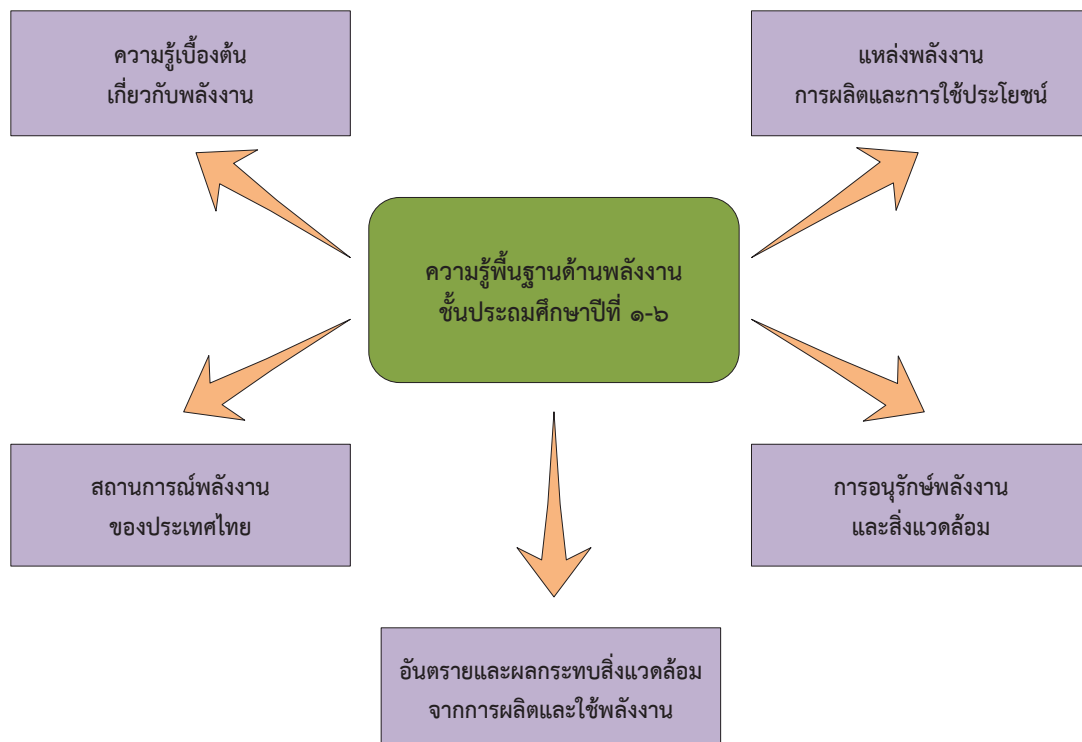 ความรู้เบื้องต้น
เกี่ยวกับพลังงาน
แหล่งพลังงาน
การผลิตและการใช้ประโยชน์
ความรู้พื้นฐานด้านพลังงาน
ชั้นประถมศึกษาปีที่ ๑-๖
สถานการณ์พลังงาน
ของประเทศไทย
การอนุรักษ์พลังงาน
และสิ่งแวดล้อม
อันตรายและผลกระทบสิ่งแวดล้อม
จากการผลิตและใช้พลังงาน